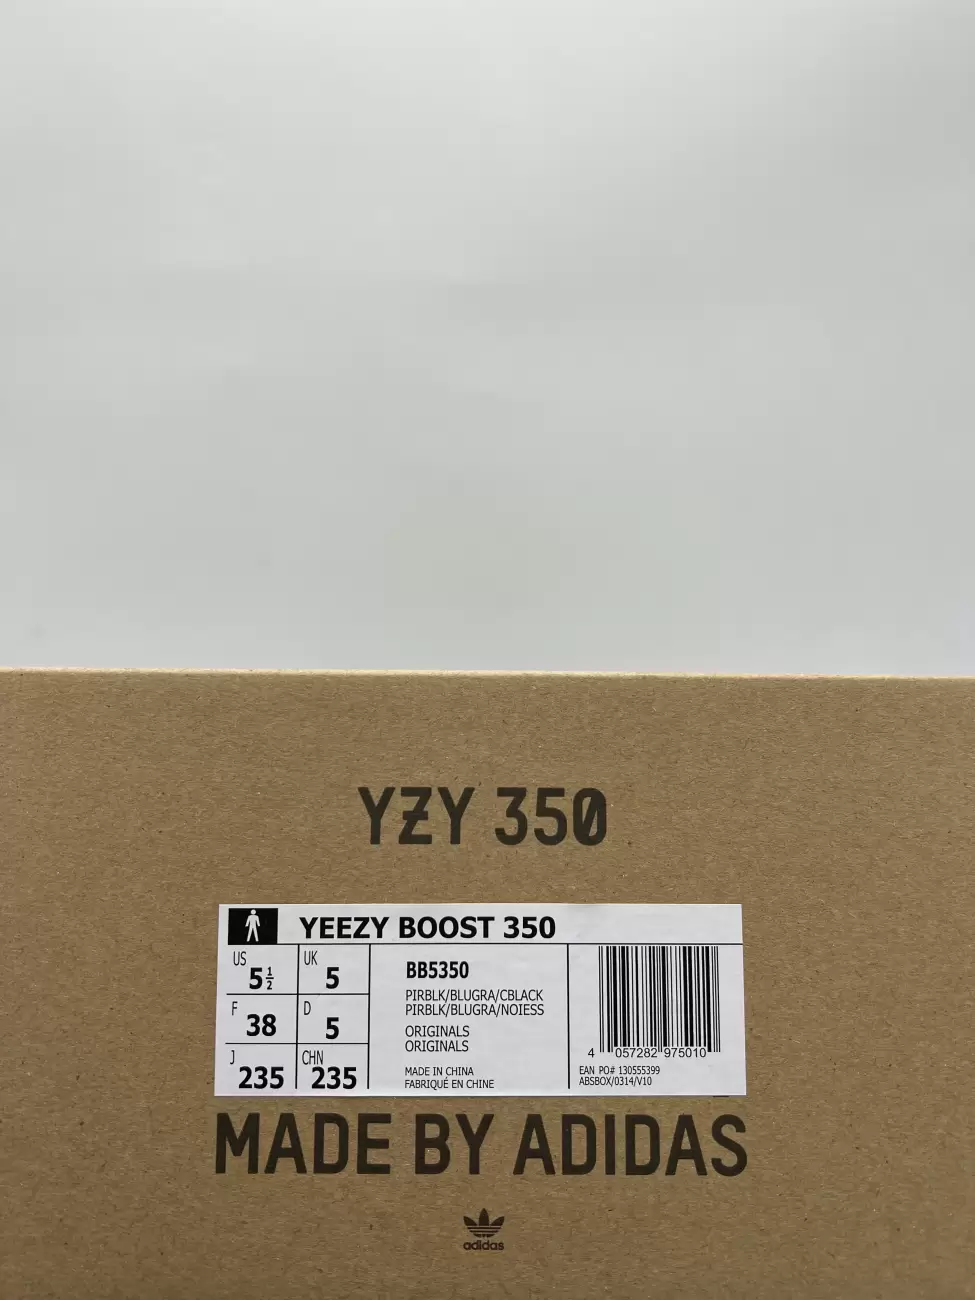 YZY 350
YEEZY BOOST 350
US
5½
UK
5
F
38
D
5
J
235
CHN
235
BB5350
PIRBLK/BLUGRA/CBLACK
PIRBLK/BLUGRA/NOIESS
ORIGINALS
ORIGINALS
MADE IN CHINA
FABRIQUÉ EN CHINE
4 057282 975010
EAN PO# 130555399
ABSBOX/0314/V10
MADE BY ADIDAS
adidas